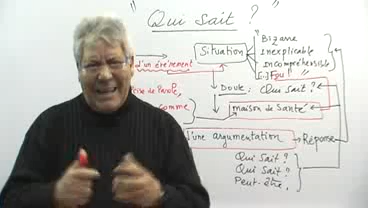 "Qui sait ?"
Bizarre
Situation
Inexplicable
d'un événement
Incompréhensible
[...] Fou "
Doute : Qui sait ?
Prise de Parole,
comme
maison de Santé
d'une argumentation
Réponse
Qui sait ?
Qui sait ?
Peut-être,